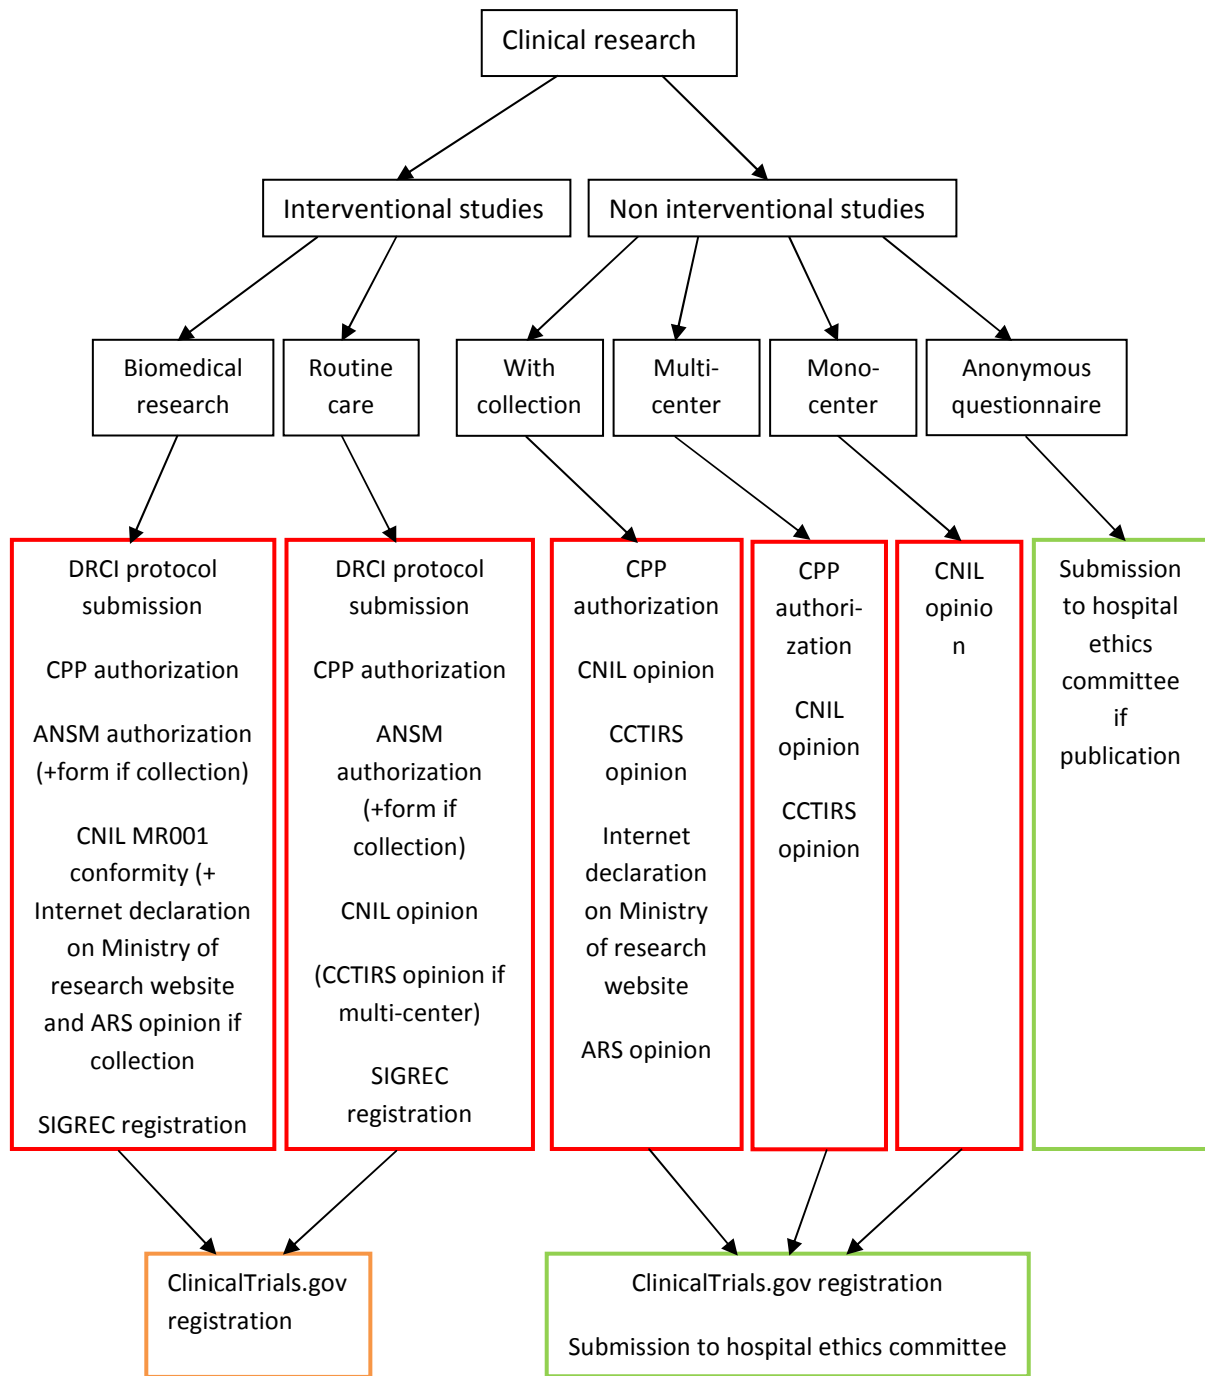 Clinical research
Interventional studies
Non interventional studies
Biomedical
research
Routine
care
With
collection
Multi-
center
Mono-
center
Anonymous
questionnaire
DRCI protocol
submission
CPP authorization
ANSM authorization
(+form if collection)
CNIL MR001
conformity (+
Internet declaration
on Ministry of
research website
and ARS opinion if
collection
SIGREC registration
DRCI protocol
submission
CPP authorization
ANSM
authorization
(+form if
collection)
CNIL opinion
(CCTIRS opinion if
multi-center)
SIGREC
registration
CPP
authorization
CNIL opinion
CCTIRS
opinion
Internet
declaration
on Ministry
of research
website
ARS opinion
CPP
authori-
zation
CNIL
opinion
CCTIRS
opinion
CNIL
opinio
n
Submission
to hospital
ethics
committee
if
publication
ClinicalTrials.gov
registration
ClinicalTrials.gov registration
Submission to hospital ethics committee